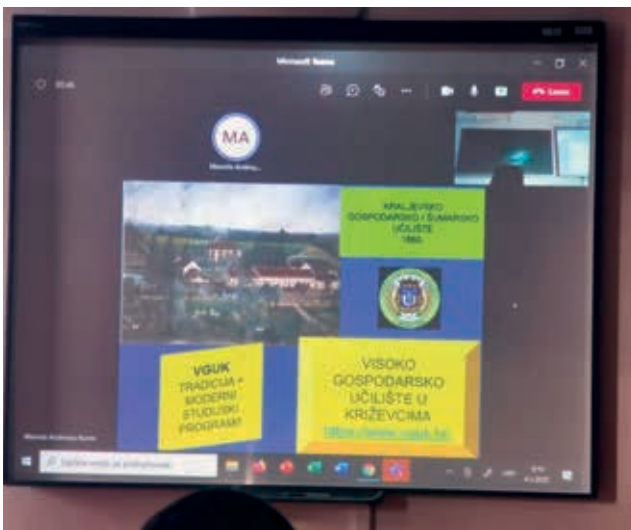 Microsoft Teams
Leave
MA
KRALJEVSKO
GOSPODARSKO I ŠUMARSKO
UČILIŠTE
1860.
VGUK
TRADICIJA +
MODERNI
STUDIJSKI
PROGRAMI
VISOKO
GOSPODARSKO
UČILIŠTE U
KRIŽEVCIMA